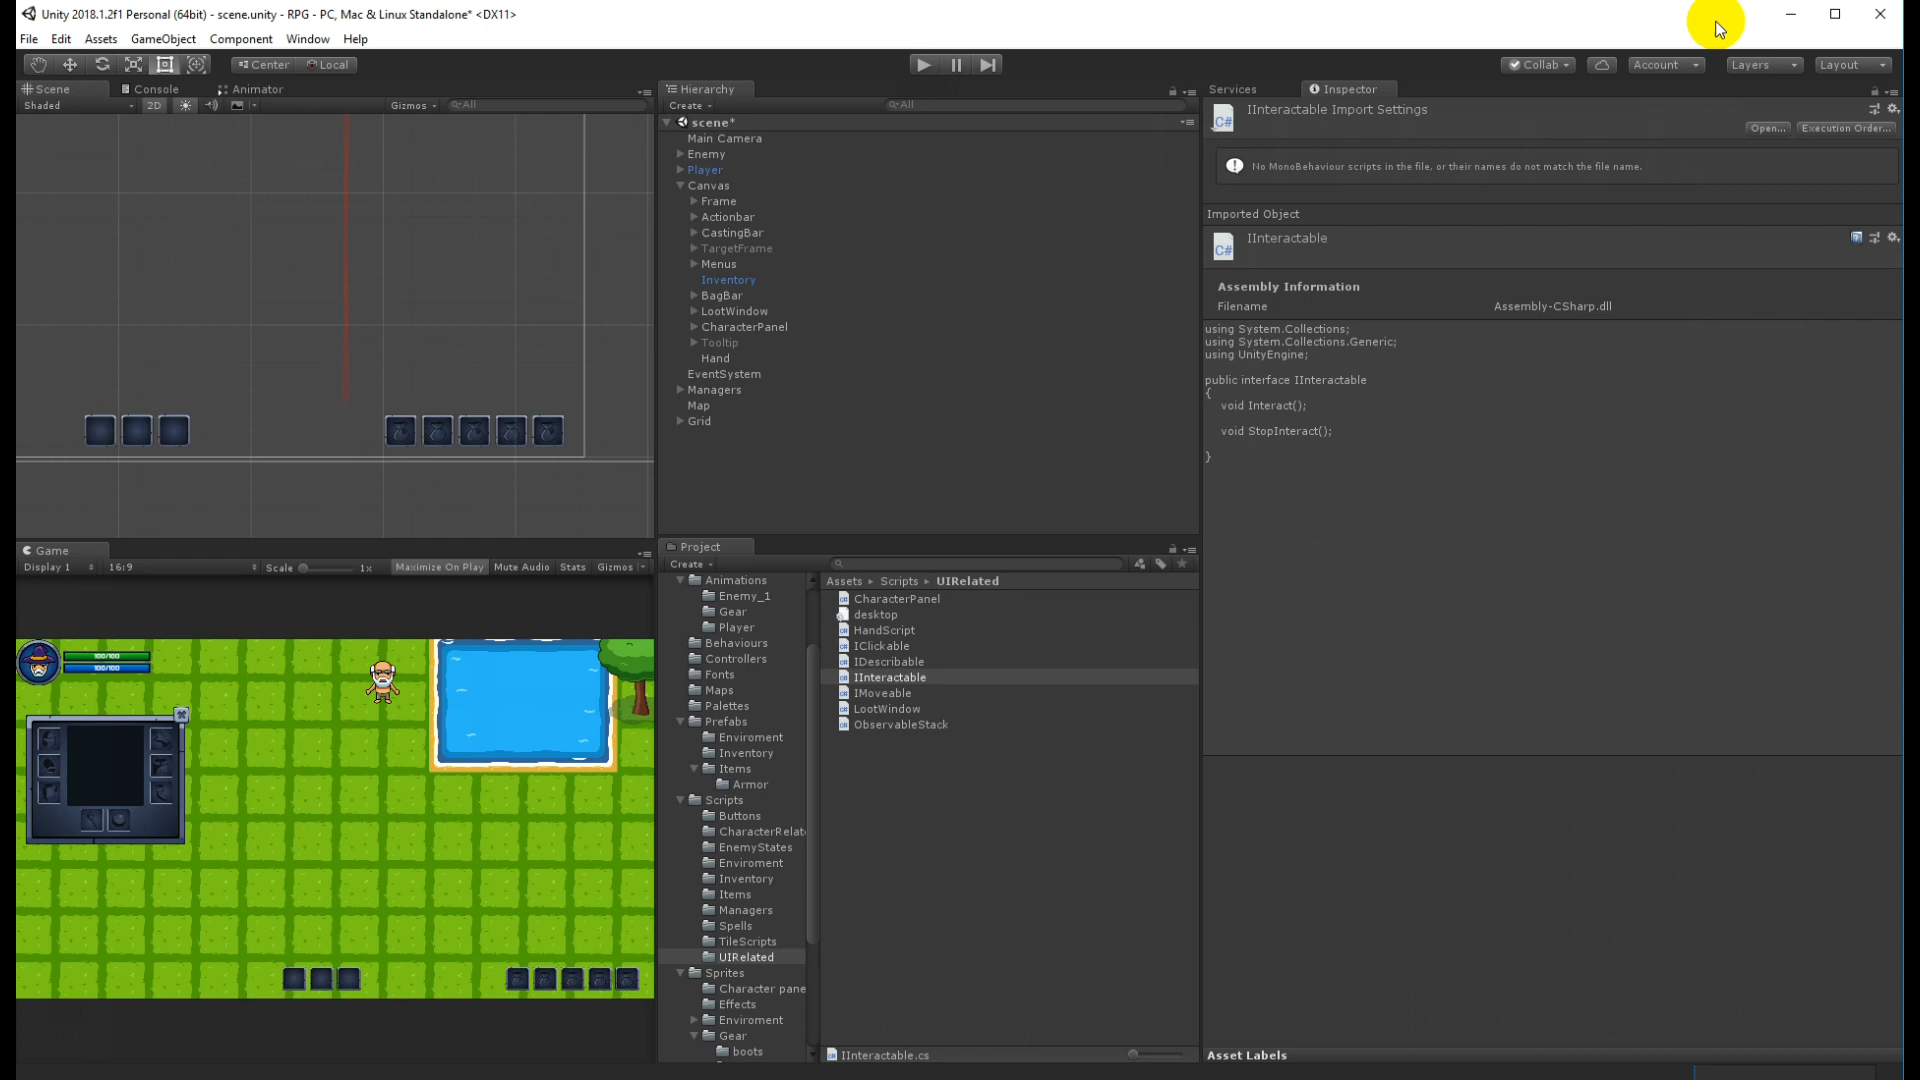 Unity 2018.1.2f1 Personal (64bit) - scene.unity - RPG - PC, Mac & Linux Standalone* <DX11>
File Edit Assets GameObject Component Window Help
Center Local Collab Account Layers Layout
Scene Console Animator
Shaded 2D Gizmos All
Hierarchy
Create All
scene*
Main Camera
Enemy
Player
Canvas
Frame
Actionbar
CastingBar
TargetFrame
Menus
Inventory
BagBar
LootWindow
CharacterPanel
Tooltip
Hand
EventSystem
Managers
Map
Grid
Services Inspector
IInteractable Import Settings
Open... Execution Order...
No MonoBehaviour scripts in the file, or their names do not match the file name.
Imported Object
IInteractable
Assembly Information
Filename Assembly-CSharp.dll
using System.Collections;
using System.Collections.Generic;
using UnityEngine;
public interface IInteractable
{
void Interact();
void StopInteract();
}
Game
Display 1 16:9 Scale 1x Maximize On Play Mute Audio Stats Gizmos
100/100
100/100
Project
Create
Animations
Enemy_1
Gear
Player
Behaviours
Controllers
Fonts
Maps
Palettes
Prefabs
Enviroment
Inventory
Items
Armor
Scripts
Buttons
CharacterRelat
EnemyStates
Enviroment
Inventory
Items
Managers
Spells
TileScripts
UIRelated
Sprites
Character pane
Effects
Enviroment
Gear
boots
Assets Scripts UIRelated
CharacterPanel
desktop
HandScript
IClickable
IDescribable
IInteractable
IMoveable
LootWindow
ObservableStack
IInteractable.cs
Asset Labels